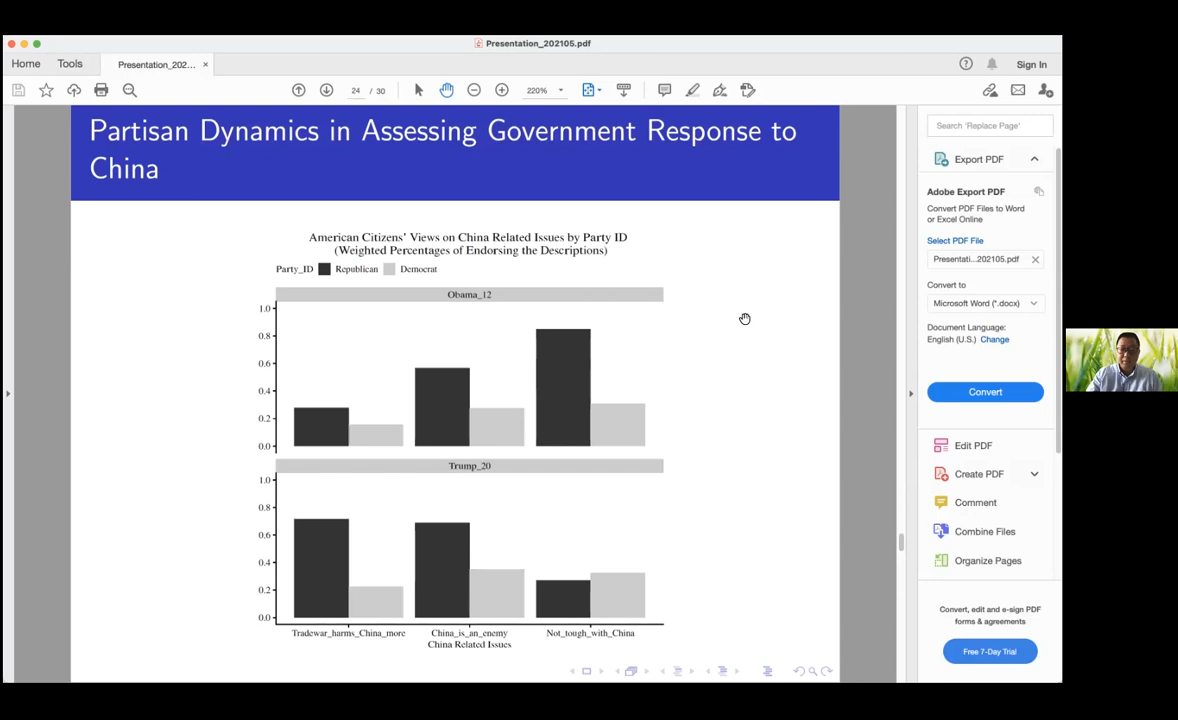 Presentation_202105.pdf
Home Tools Presentation_202... × Sign In
24 / 30 220%
Partisan Dynamics in Assessing Government Response to
China
American Citizens' Views on China Related Issues by Party ID
(Weighted Percentages of Endorsing the Descriptions)
Party_ID Republican Democrat
Obama_12
1.0
0.8
0.6
0.4
0.2
0.0
Trump_20
1.0
0.8
0.6
0.4
0.2
0.0
Tradewar_harms_China_more China_is_an_enemy Not_tough_with_China
China Related Issues
Search 'Replace Page'
Export PDF
Adobe Export PDF
Convert PDF Files to Word
or Excel Online
Select PDF File
Presentati...202105.pdf
Convert to
Microsoft Word (*.docx)
Document Language:
English (U.S.) Change
Convert
Edit PDF
Create PDF
Comment
Combine Files
Organize Pages
Convert, edit and e-sign PDF
forms & agreements
Free 7-Day Trial